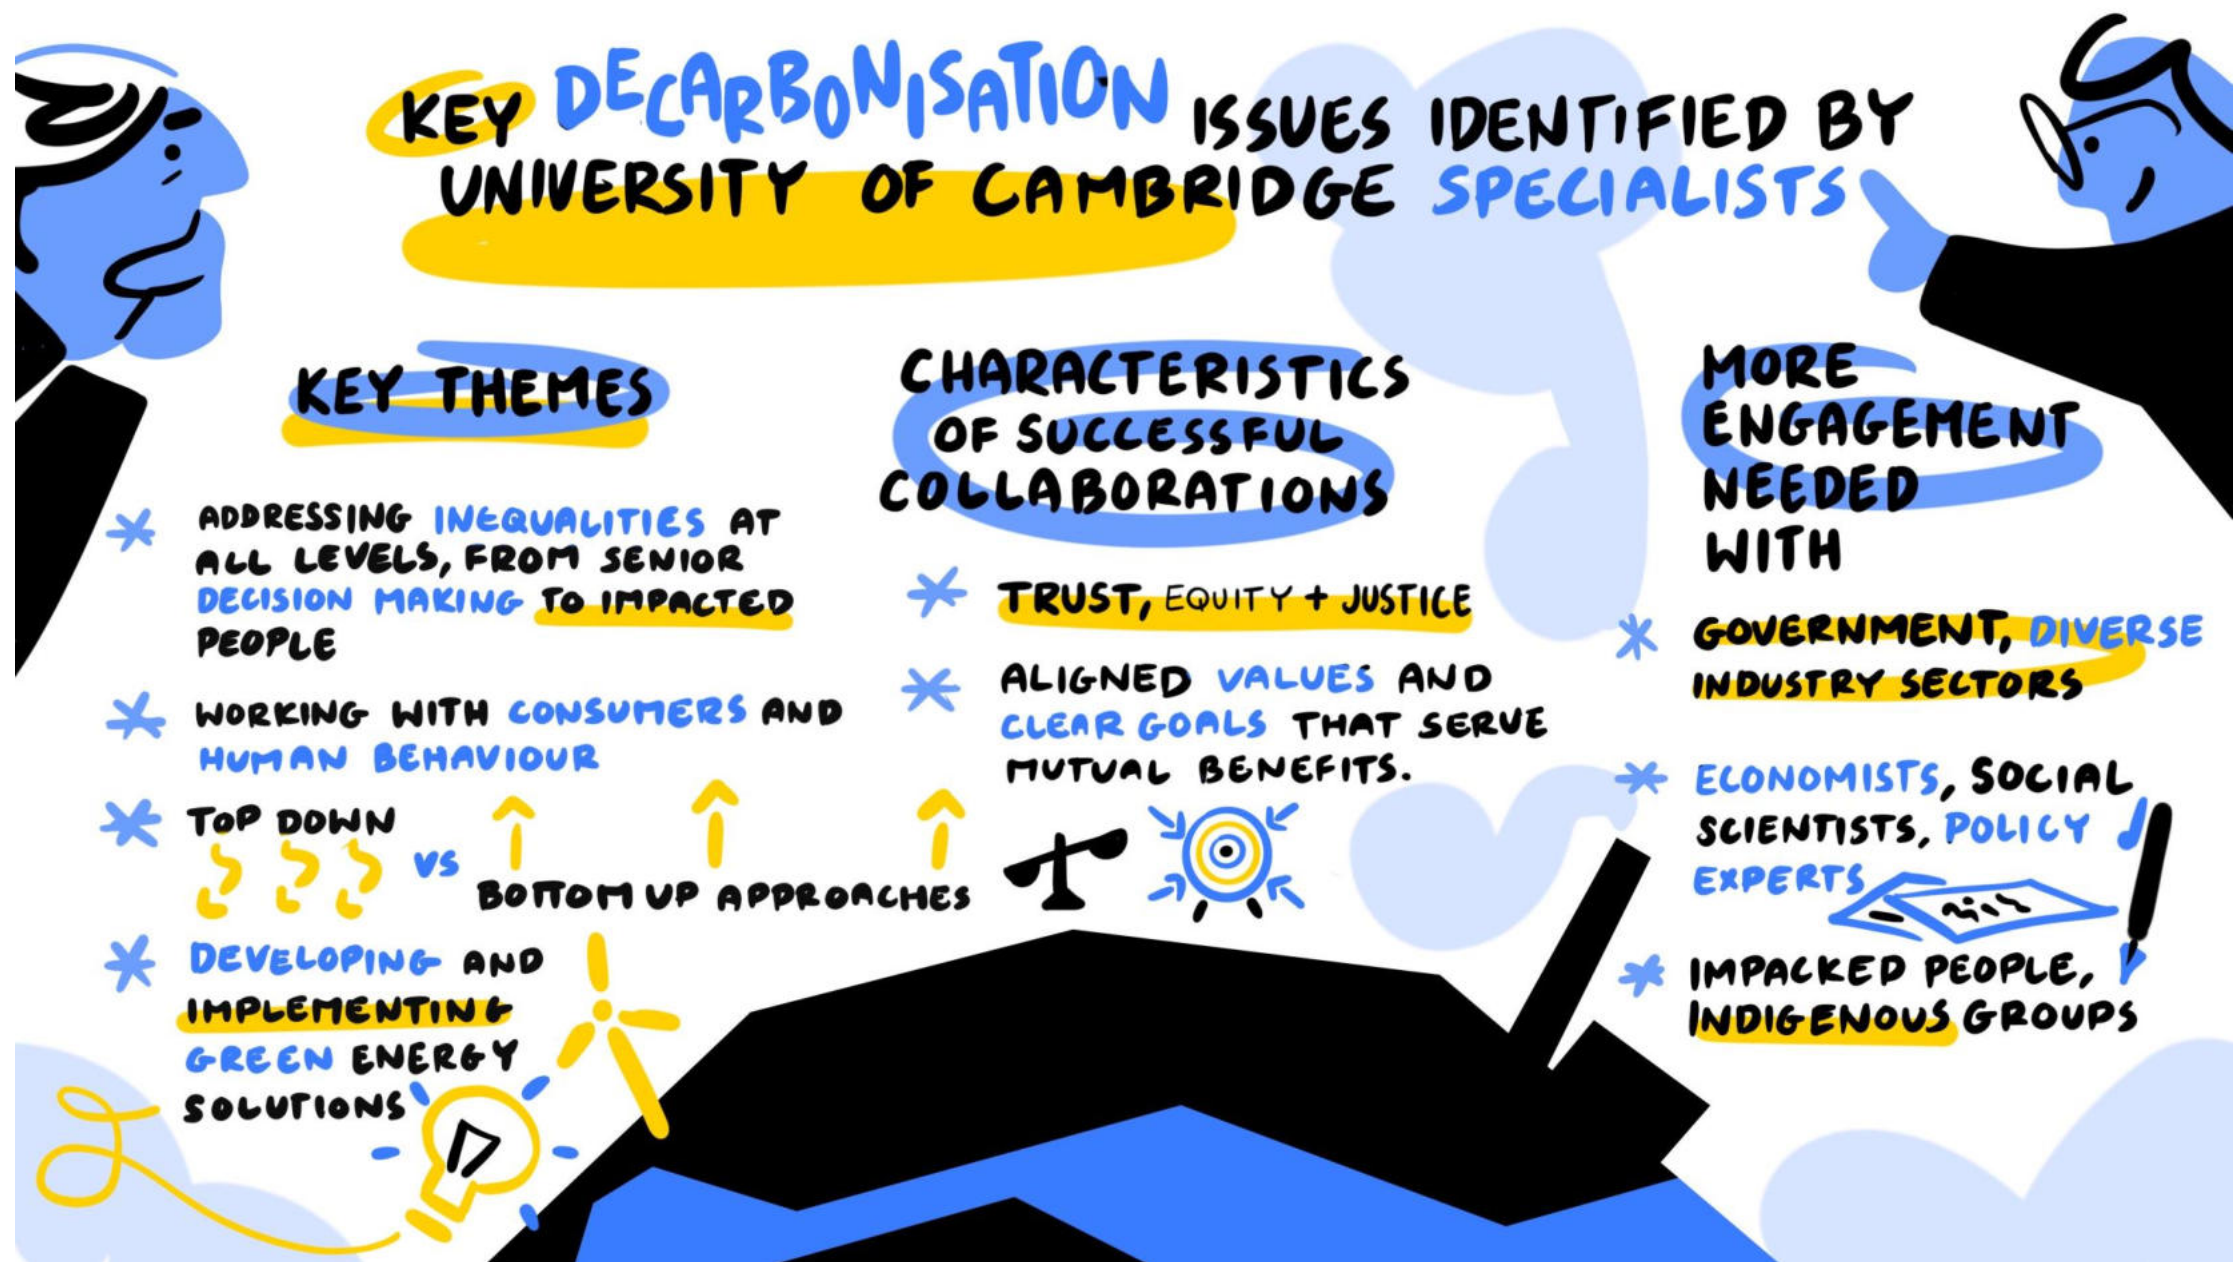 KEY DECARBONISATION ISSUES IDENTIFIED BY
UNIVERSITY OF CAMBRIDGE SPECIALISTS
KEY THEMES
* ADDRESSING INEQUALITIES AT
ALL LEVELS, FROM SENIOR
DECISION MAKING TO IMPACTED
PEOPLE
* WORKING WITH CONSUMERS AND
HUMAN BEHAVIOUR
* TOP DOWN
VS
BOTTOM UP APPROACHES
* DEVELOPING AND
IMPLEMENTING
GREEN ENERGY
SOLUTIONS
CHARACTERISTICS
OF SUCCESSFUL
COLLABORATIONS
* TRUST, EQUITY + JUSTICE
* ALIGNED VALUES AND
CLEAR GOALS THAT SERVE
MUTUAL BENEFITS.
MORE
ENGAGEMENT
NEEDED
WITH
* GOVERNMENT, DIVERSE
INDUSTRY SECTORS
* ECONOMISTS, SOCIAL
SCIENTISTS, POLICY
EXPERTS
* IMPACKED PEOPLE,
INDIGENOUS GROUPS